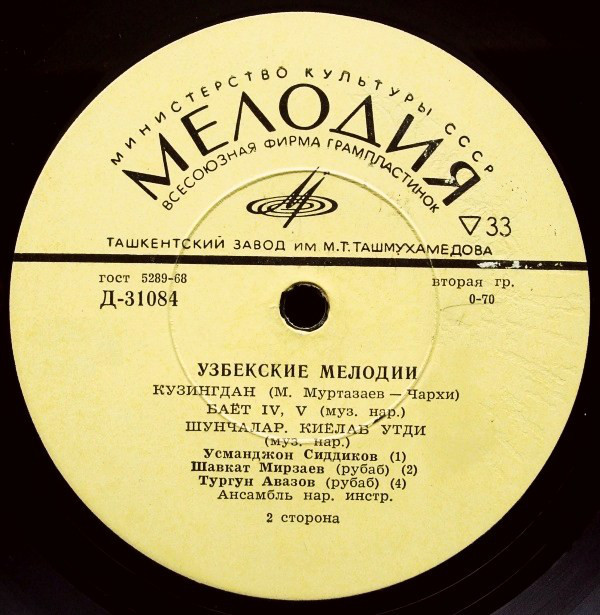 МИНИСТЕРСТВО КУЛЬТУРЫ СССР
МЕЛОДИЯ
ВСЕСОЮЗНАЯ ФИРМА ГРАМПЛАСТИНОК
▽33
ТАШКЕНТСКИЙ ЗАВОД ИМ М.Т.ТАШМУХАМЕДОВА
гост 5289-68
Д-31084
вторая гр.
0-70
УЗБЕКСКИЕ МЕЛОДИИ
КУЗИНГДАН (М. Муртазаев — Чархи)
БАЁТ IV, V (муз. нар.)
ШУНЧАЛАР. КИЁЛАБ УТДИ
(муз. нар.)
Усманджон Сиддиков (1)
Шавкат Мирзаев (рубаб) (2)
Тургун Авазов (рубаб) (4)
Ансамбль нар. инстр.
2 сторона